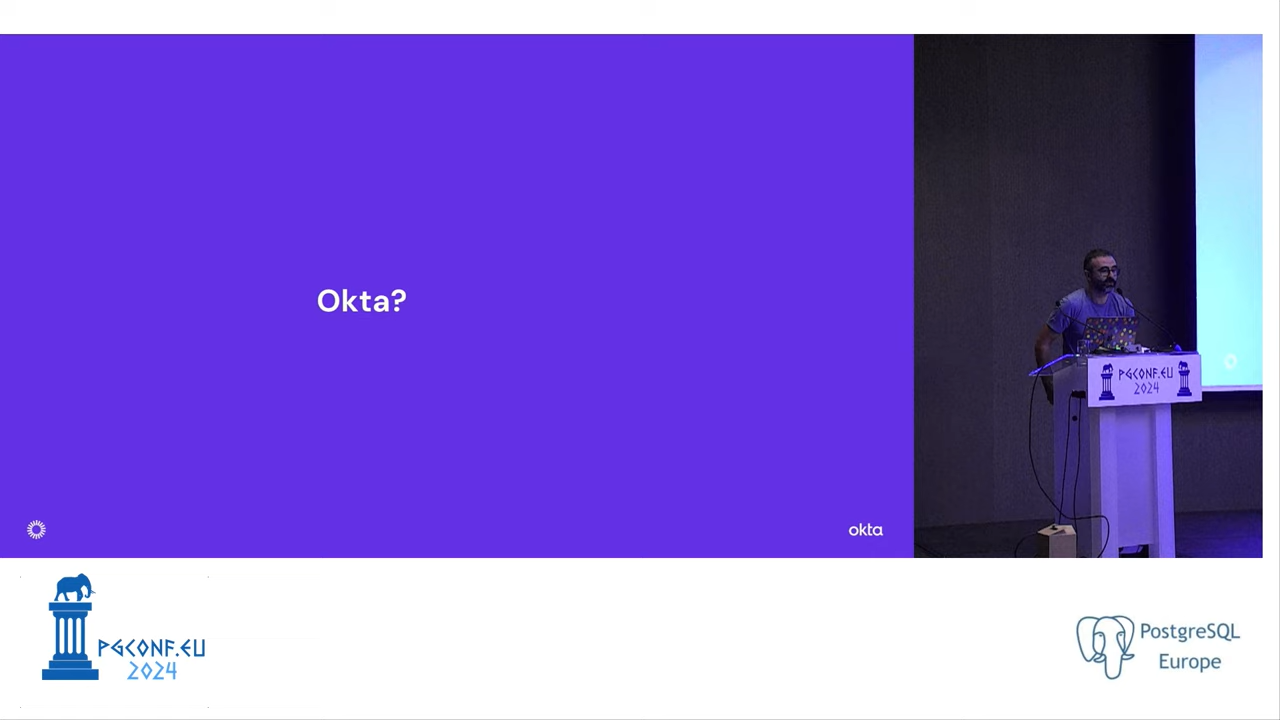 Okta?
okta
PGCONF.EU
2024
PGCONF.EU
2024
PostgreSQL
Europe